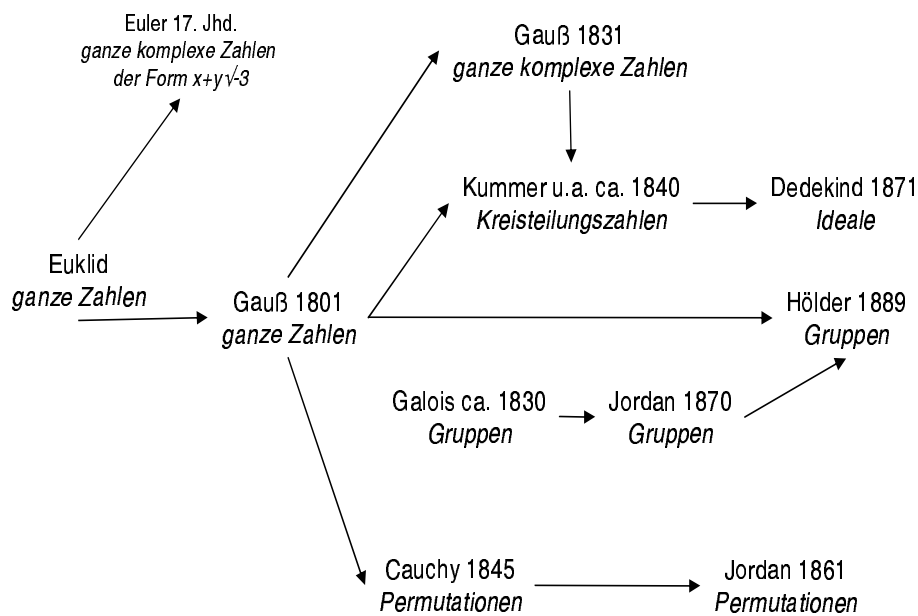 Euler 17. Jhd.
ganze komplexe Zahlen
der Form x+y√-3
Gauß 1831
ganze komplexe Zahlen
Kummer u.a. ca. 1840
Kreisteilungszahlen
Dedekind 1871
Ideale
Euklid
ganze Zahlen
Gauß 1801
ganze Zahlen
Hölder 1889
Gruppen
Galois ca. 1830
Gruppen
Jordan 1870
Gruppen
Cauchy 1845
Permutationen
Jordan 1861
Permutationen